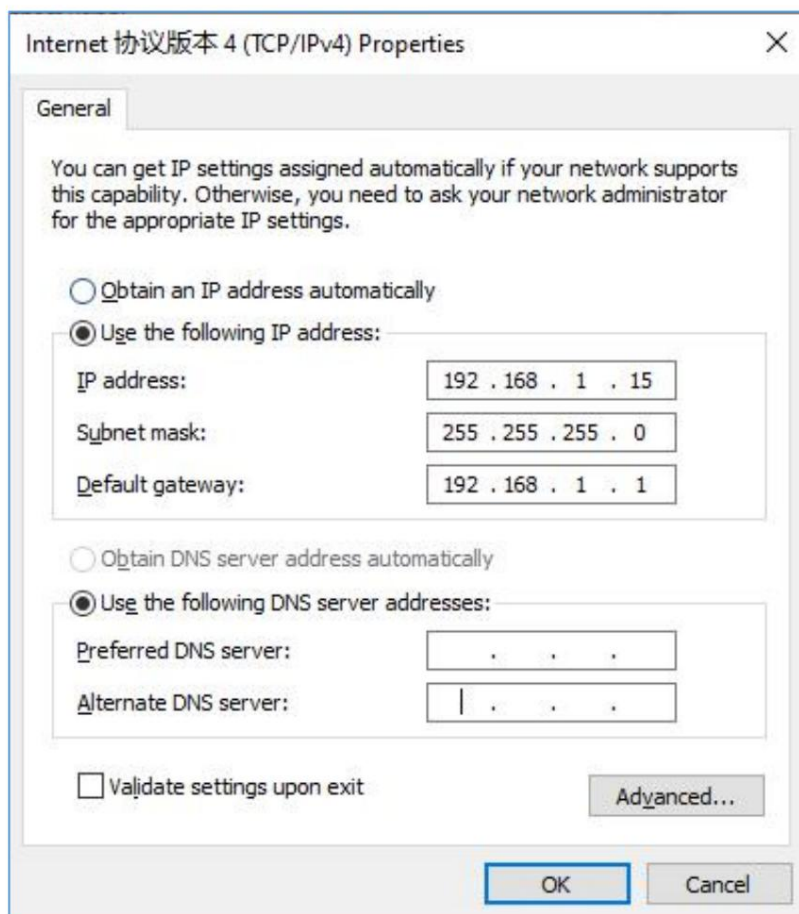 Internet 协议版本 4 (TCP/IPv4) Properties
General
You can get IP settings assigned automatically if your network supports
this capability. Otherwise, you need to ask your network administrator
for the appropriate IP settings.
Obtain an IP address automatically
Use the following IP address:
IP address: 192 . 168 . 1 . 15
Subnet mask: 255 . 255 . 255 . 0
Default gateway: 192 . 168 . 1 . 1
Obtain DNS server address automatically
Use the following DNS server addresses:
Preferred DNS server: . . .
Alternate DNS server: . . .
Validate settings upon exit
Advanced...
OK Cancel